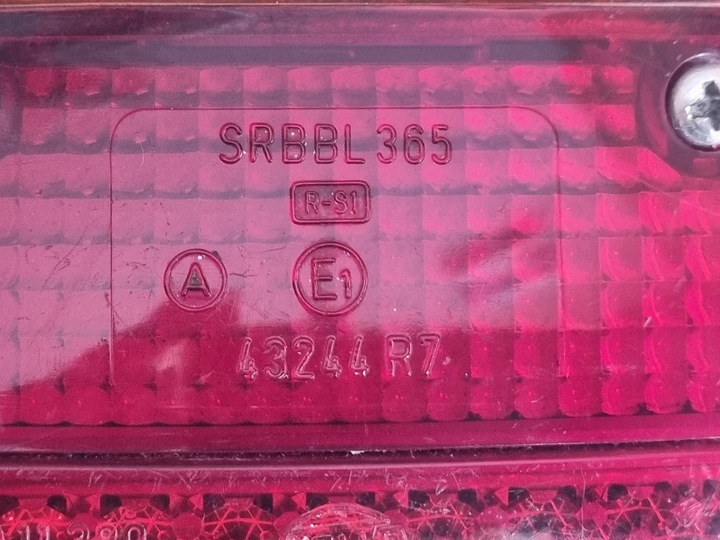 SRBBL 365
R-S1
A E1
43244 R7